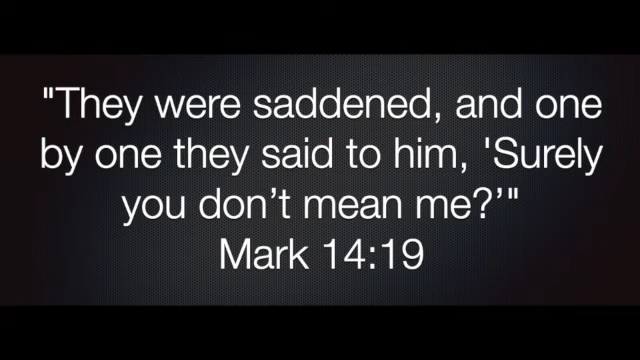 "They were saddened, and one
by one they said to him, 'Surely
you don’t mean me?’"
Mark 14:19